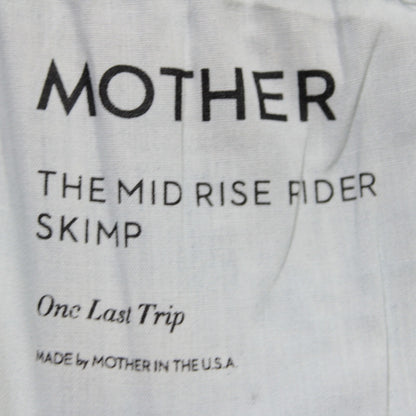 MOTHER
THE MID RISE RIDER
SKIMP
One Last Trip
MADE by MOTHER IN THE U.S.A.